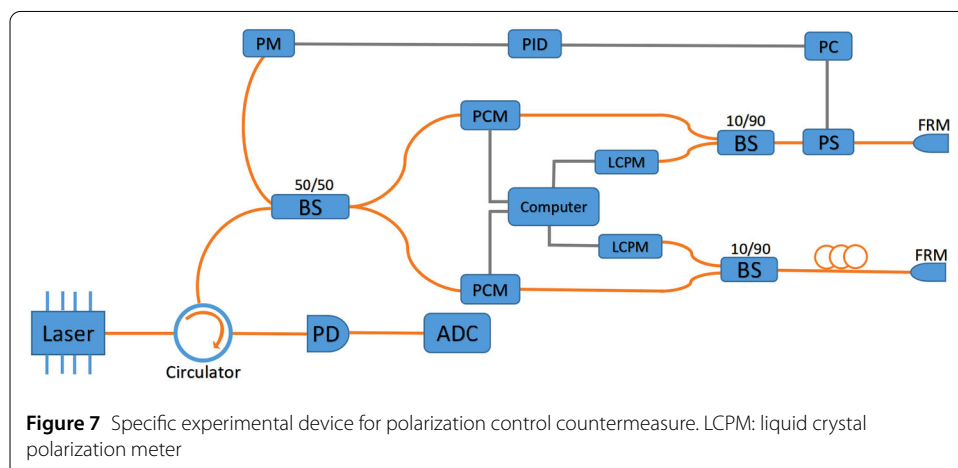 PM
PID
PC
PCM
10/90
BS
PS
FRM
LCPM
50/50
BS
Computer
LCPM
10/90
BS
FRM
PCM
Laser
Circulator
PD
ADC
Figure 7 Specific experimental device for polarization control countermeasure. LCPM: liquid crystal
polarization meter